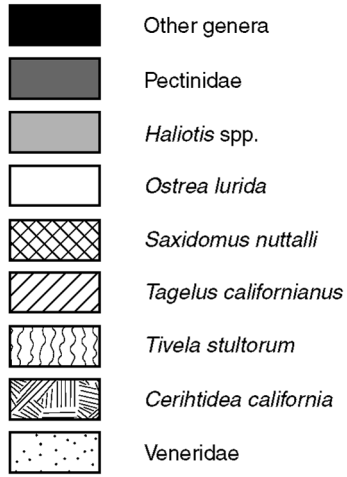 Other genera
Pectinidae
Haliotis spp.
Ostrea lurida
Saxidomus nuttalli
Tagelus californianus
Tivela stultorum
Cerihtidea california
Veneridae